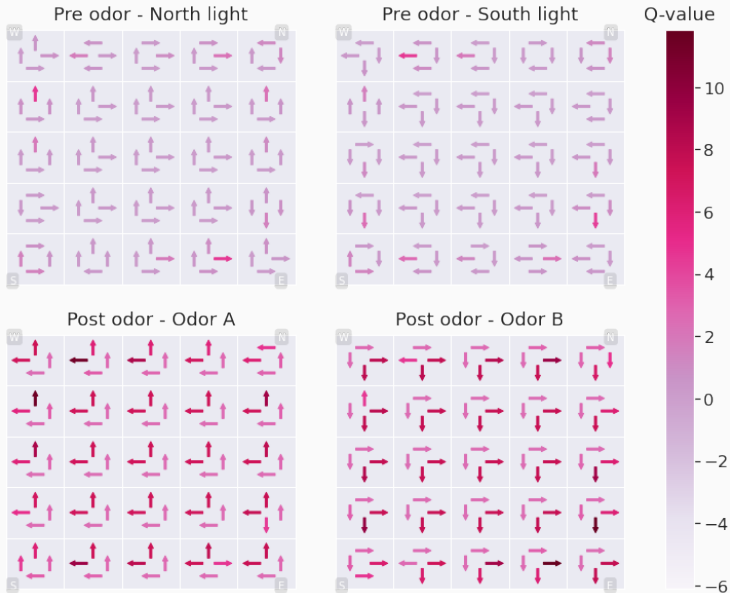 Pre odor - North light
Pre odor - South light
Q-value
W
N
W
N
10
8
6
4
2
0
−2
−4
−6
S
E
S
E
Post odor - Odor A
Post odor - Odor B
W
N
W
N
S
E
S
E